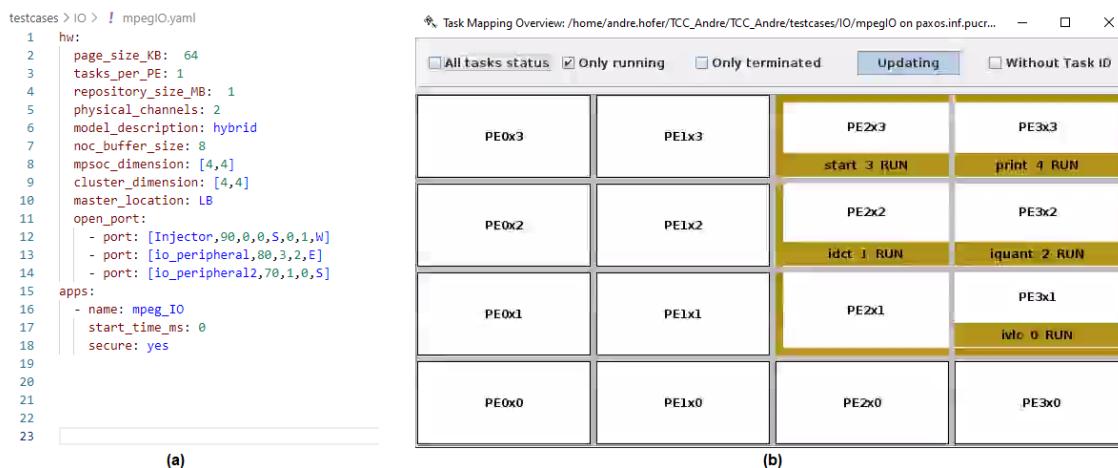 testcases > IO > ! mpegIO.yaml
1 hw:
2 page_size_KB: 64
3 tasks_per_PE: 1
4 repository_size_MB: 1
5 physical_channels: 2
6 model_description: hybrid
7 noc_buffer_size: 8
8 mpsoc_dimension: [4,4]
9 cluster_dimension: [4,4]
10 master_location: LB
11 open_port:
12 - port: [Injector,90,0,0,S,0,1,W]
13 - port: [io_peripheral,80,3,2,E]
14 - port: [io_peripheral2,70,1,0,S]
15 apps:
16 - name: mpeg_IO
17 start_time_ms: 0
18 secure: yes
19
20
21
22
23
(a)
Task Mapping Overview: /home/andre.hofer/TCC_Andre/TCC_Andre/testcases/IO/mpegIO on paxos.inf.pucr...
All tasks status Only running Only terminated Updating Without Task ID
PE0x3 PE1x3 PE2x3 PE3x3
start 3 RUN print 4 RUN
PE0x2 PE1x2 PE2x2 PE3x2
idct 1 RUN iquant 2 RUN
PE0x1 PE1x1 PE2x1 PE3x1
ivlc 0 RUN
PE0x0 PE1x0 PE2x0 PE3x0
(b)